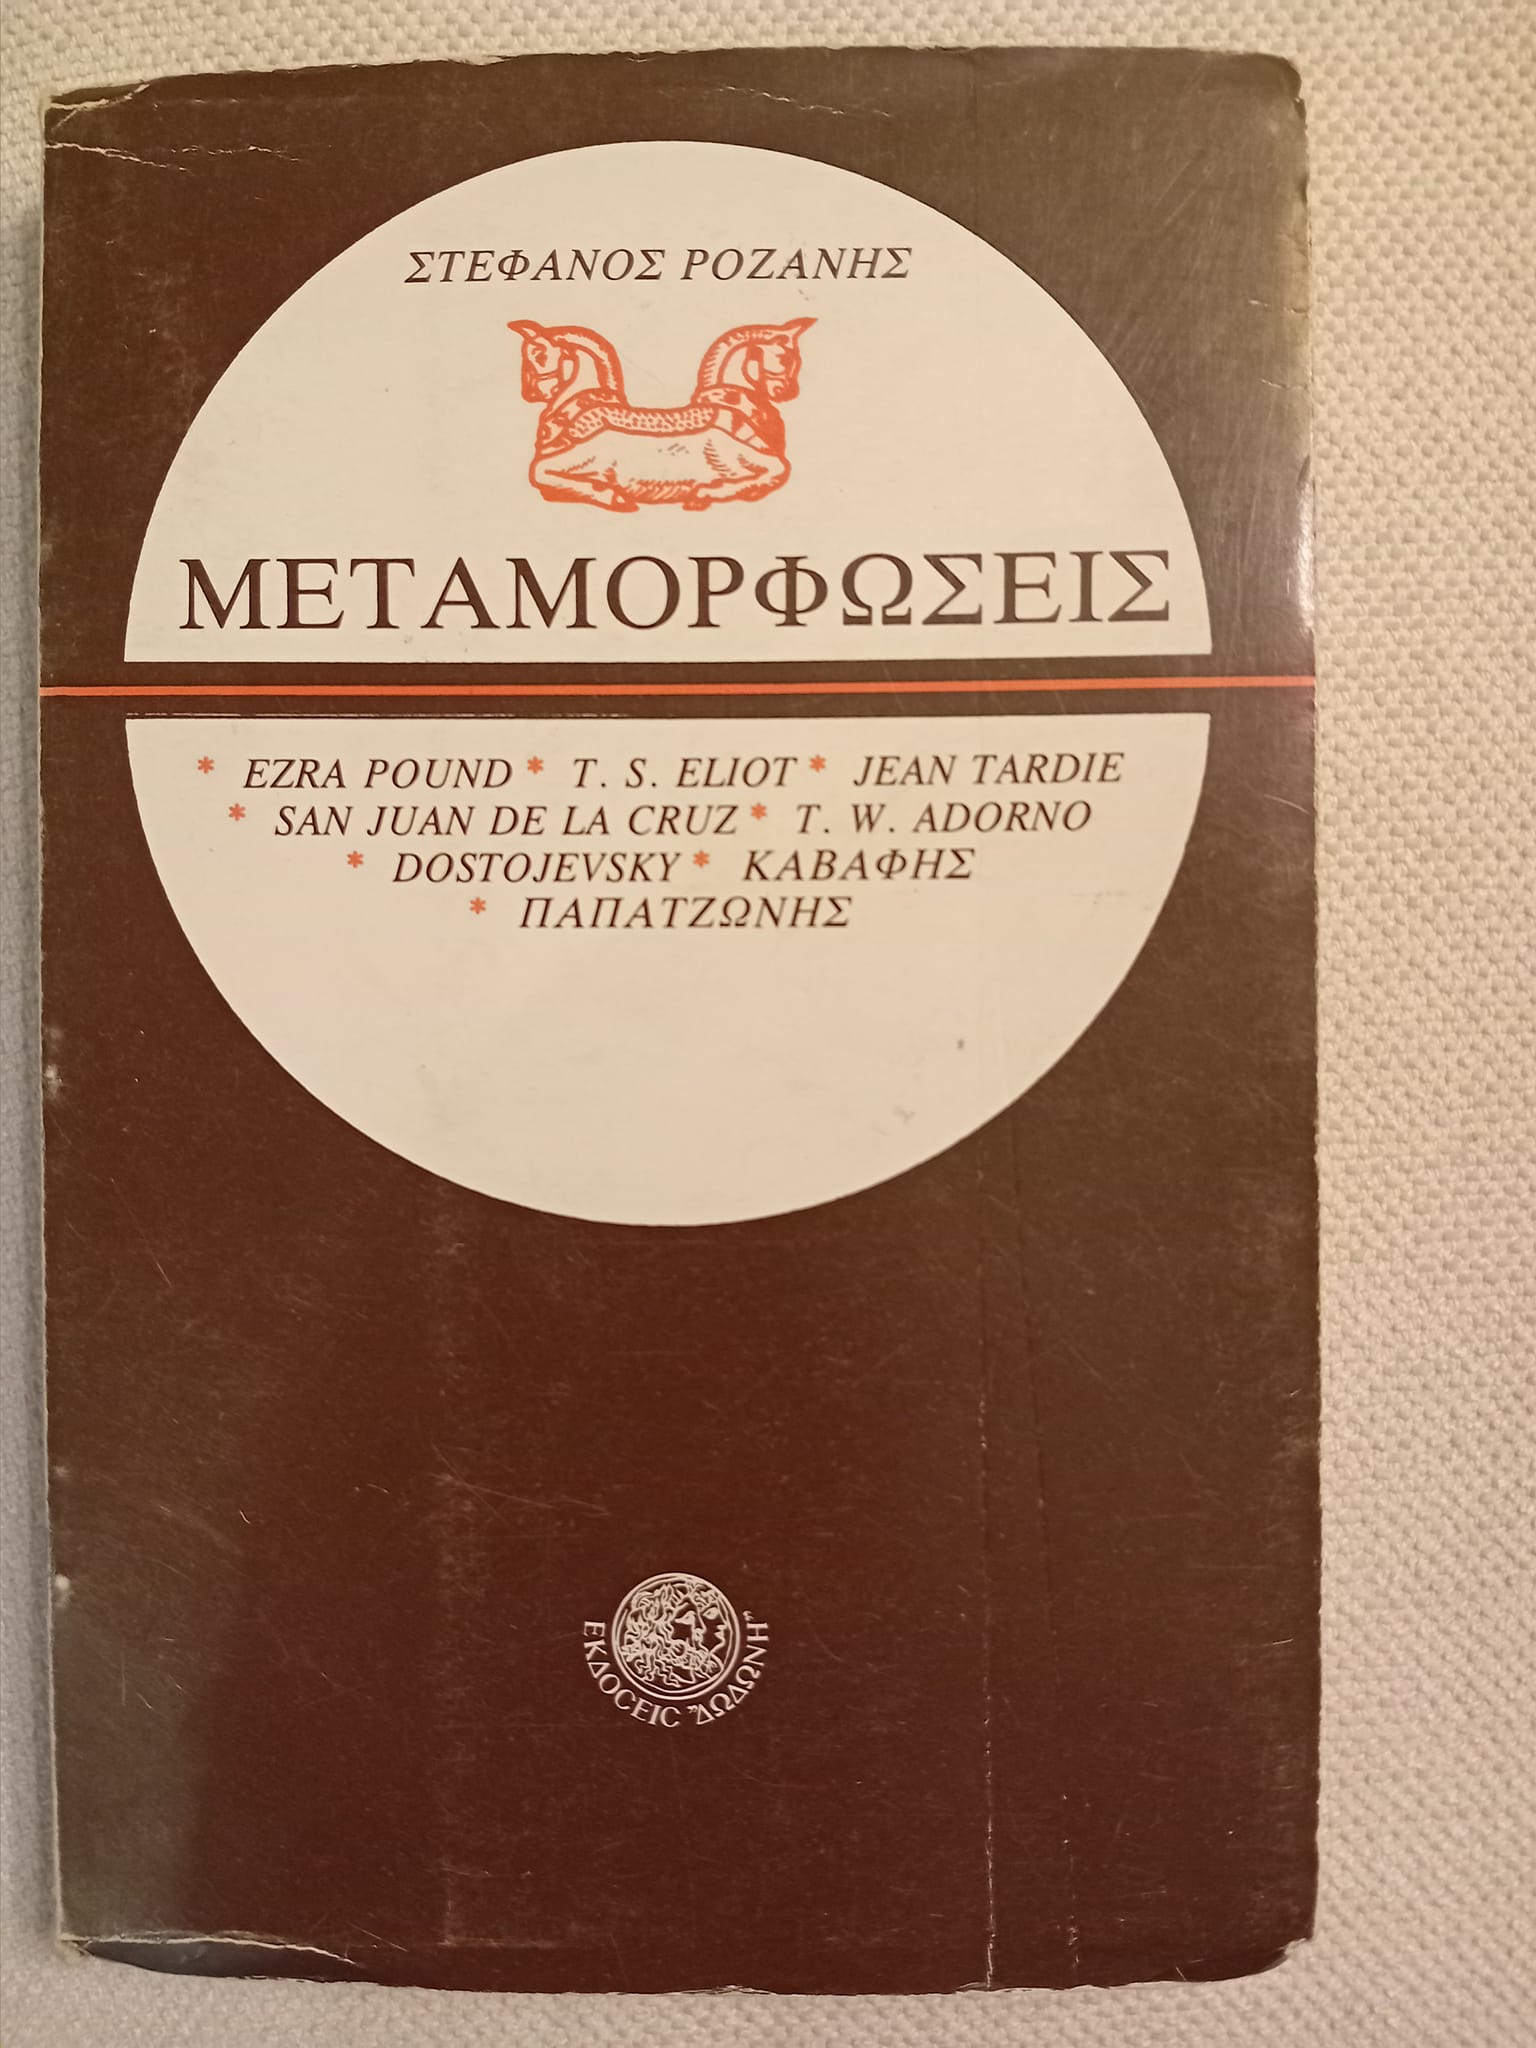 ΣΤΕΦΑΝΟΣ ΡΟΖΑΝΗΣ
ΜΕΤΑΜΟΡΦΩΣΕΙΣ
* EZRA POUND * T. S. ELIOT * JEAN TARDIE
* SAN JUAN DE LA CRUZ * T. W. ADORNO
* DOSTOJEVSKY * ΚΑΒΑΦΗΣ
* ΠΑΠΑΤΖΩΝΗΣ
ΕΚΔΟCΕΙC "ΔΩΔΩΝΗ"